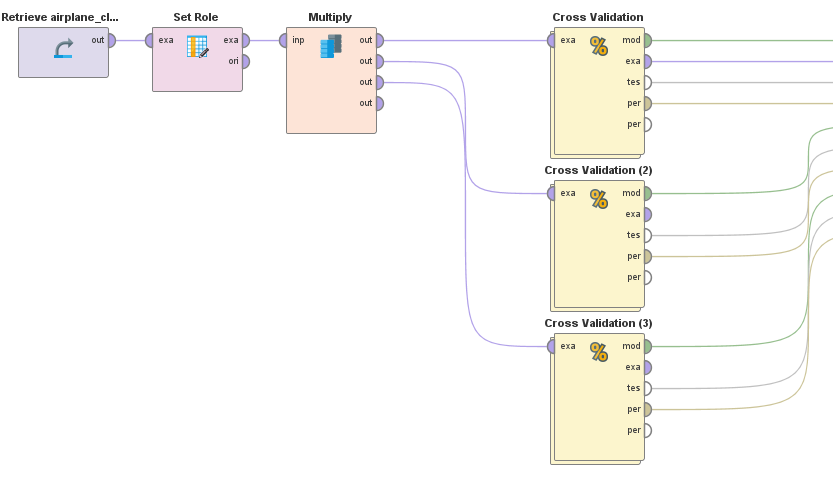 Retrieve airplane_cl...
out
Set Role
exa
exa
ori
Multiply
inp
out
out
out
out
Cross Validation
exa
mod
exa
tes
per
per
Cross Validation (2)
exa
mod
exa
tes
per
per
Cross Validation (3)
exa
mod
exa
tes
per
per